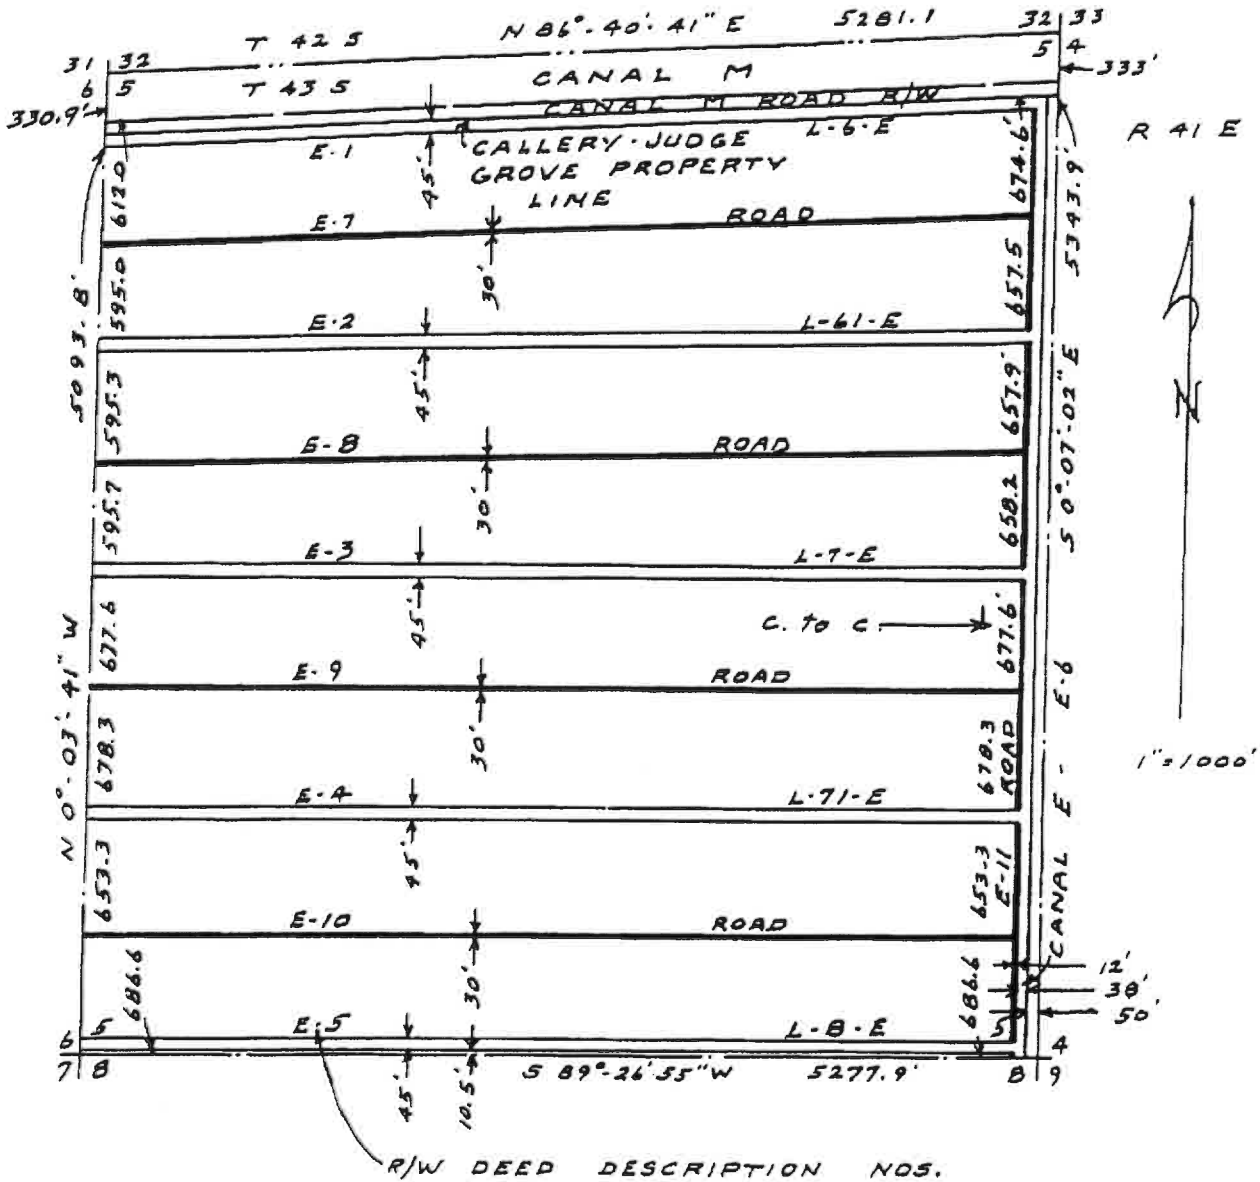 N 86°-40'-41" E 5281.1 32 33
T 42 S 5 4
31 32
333'
6 5 T 43 S CANAL M
CANAL M ROAD R/W
330.9'
L-6-E R 41 E
E-1 CALLERY-JUDGE
GROVE PROPERTY
LINE
45'
612.0 674.6'
5343.9'
E-7 ROAD
30'
595.0 657.5
5093.8'
E-2 L-61-E
45'
595.3 657.9'
S 0°-07'-02" E
N
E-8 ROAD
30'
595.7 658.2
E-3 L-7-E
45'
C. to C.
677.6 677.6'
N 0°-03'-41" W
E-9 ROAD E-6
30'
678.3 678.3
ROAD
1"=1000'
E-4 L-71-E
45'
653.3 653.3
E-11
CANAL E-
E-10 ROAD
12'
30' 38'
686.6 686.6
50'
6 5 E-5 L-8-E 5 4
7 8 S 89°-26'55" W 5277.9' 8 9
45' 10.5'
R/W DEED DESCRIPTION NOS.